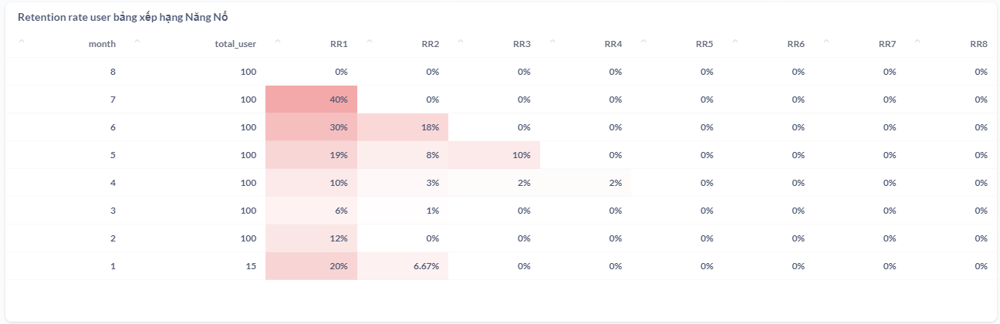 Retention rate user bảng xếp hạng Năng Nổ
month total_user RR1 RR2 RR3 RR4 RR5 RR6 RR7 RR8
8 100 0% 0% 0% 0% 0% 0% 0% 0%
7 100 40% 0% 0% 0% 0% 0% 0% 0%
6 100 30% 18% 0% 0% 0% 0% 0% 0%
5 100 19% 8% 10% 0% 0% 0% 0% 0%
4 100 10% 3% 2% 2% 0% 0% 0% 0%
3 100 6% 1% 0% 0% 0% 0% 0% 0%
2 100 12% 0% 0% 0% 0% 0% 0% 0%
1 15 20% 6.67% 0% 0% 0% 0% 0% 0%